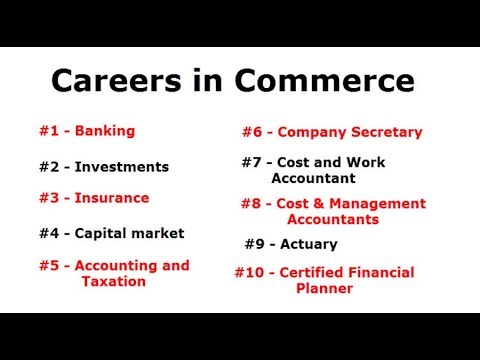 Careers in Commerce
#1 - Banking
#2 - Investments
#3 - Insurance
#4 - Capital market
#5 - Accounting and
Taxation
#6 - Company Secretary
#7 - Cost and Work
Accountant
#8 - Cost & Management
Accountants
#9 - Actuary
#10 - Certified Financial
Planner